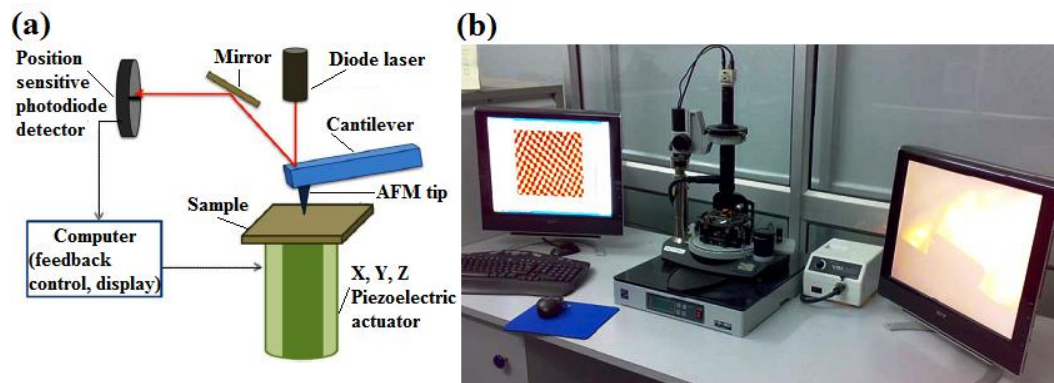 (a)
Position
sensitive
photodiode
detector
Mirror
Diode laser
Cantilever
AFM tip
Sample
Computer
(feedback
control, display)
X, Y, Z
Piezoelectric
actuator
(b)